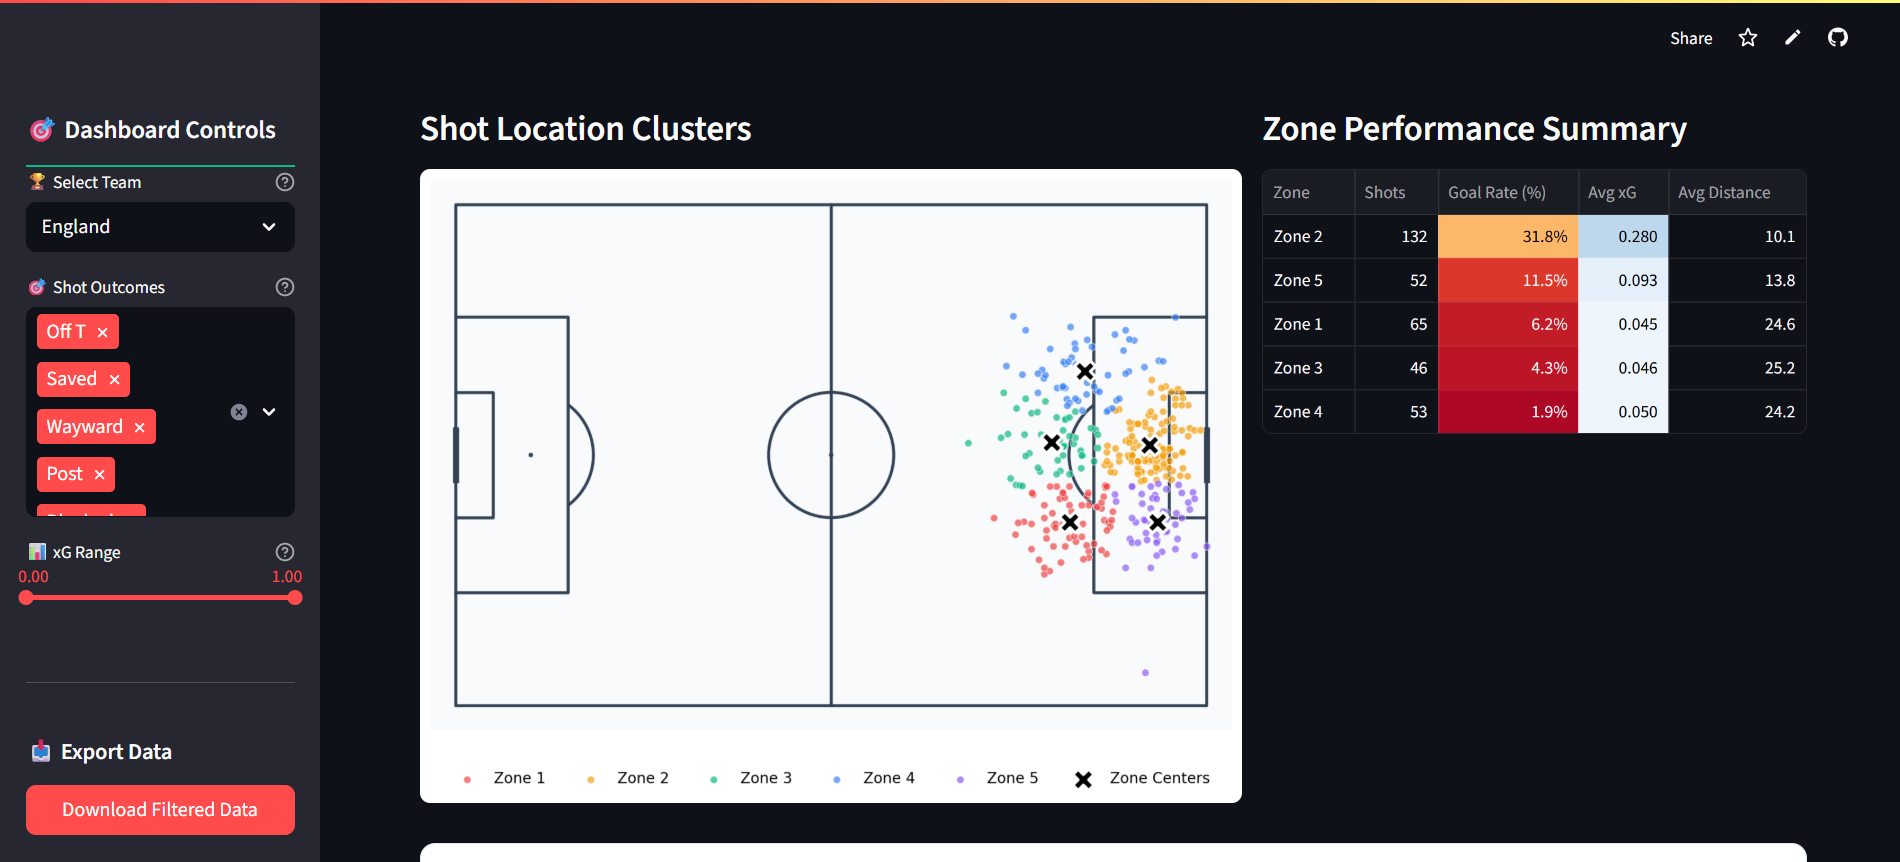 Share
Dashboard Controls
Select Team
England
Shot Outcomes
Off T ×
Saved ×
Wayward ×
Post ×
xG Range
0.00 1.00
Export Data
Download Filtered Data
Shot Location Clusters
Zone 1 Zone 2 Zone 3 Zone 4 Zone 5 Zone Centers
Zone Performance Summary
Zone Shots Goal Rate (%) Avg xG Avg Distance
Zone 2 132 31.8% 0.280 10.1
Zone 5 52 11.5% 0.093 13.8
Zone 1 65 6.2% 0.045 24.6
Zone 3 46 4.3% 0.046 25.2
Zone 4 53 1.9% 0.050 24.2